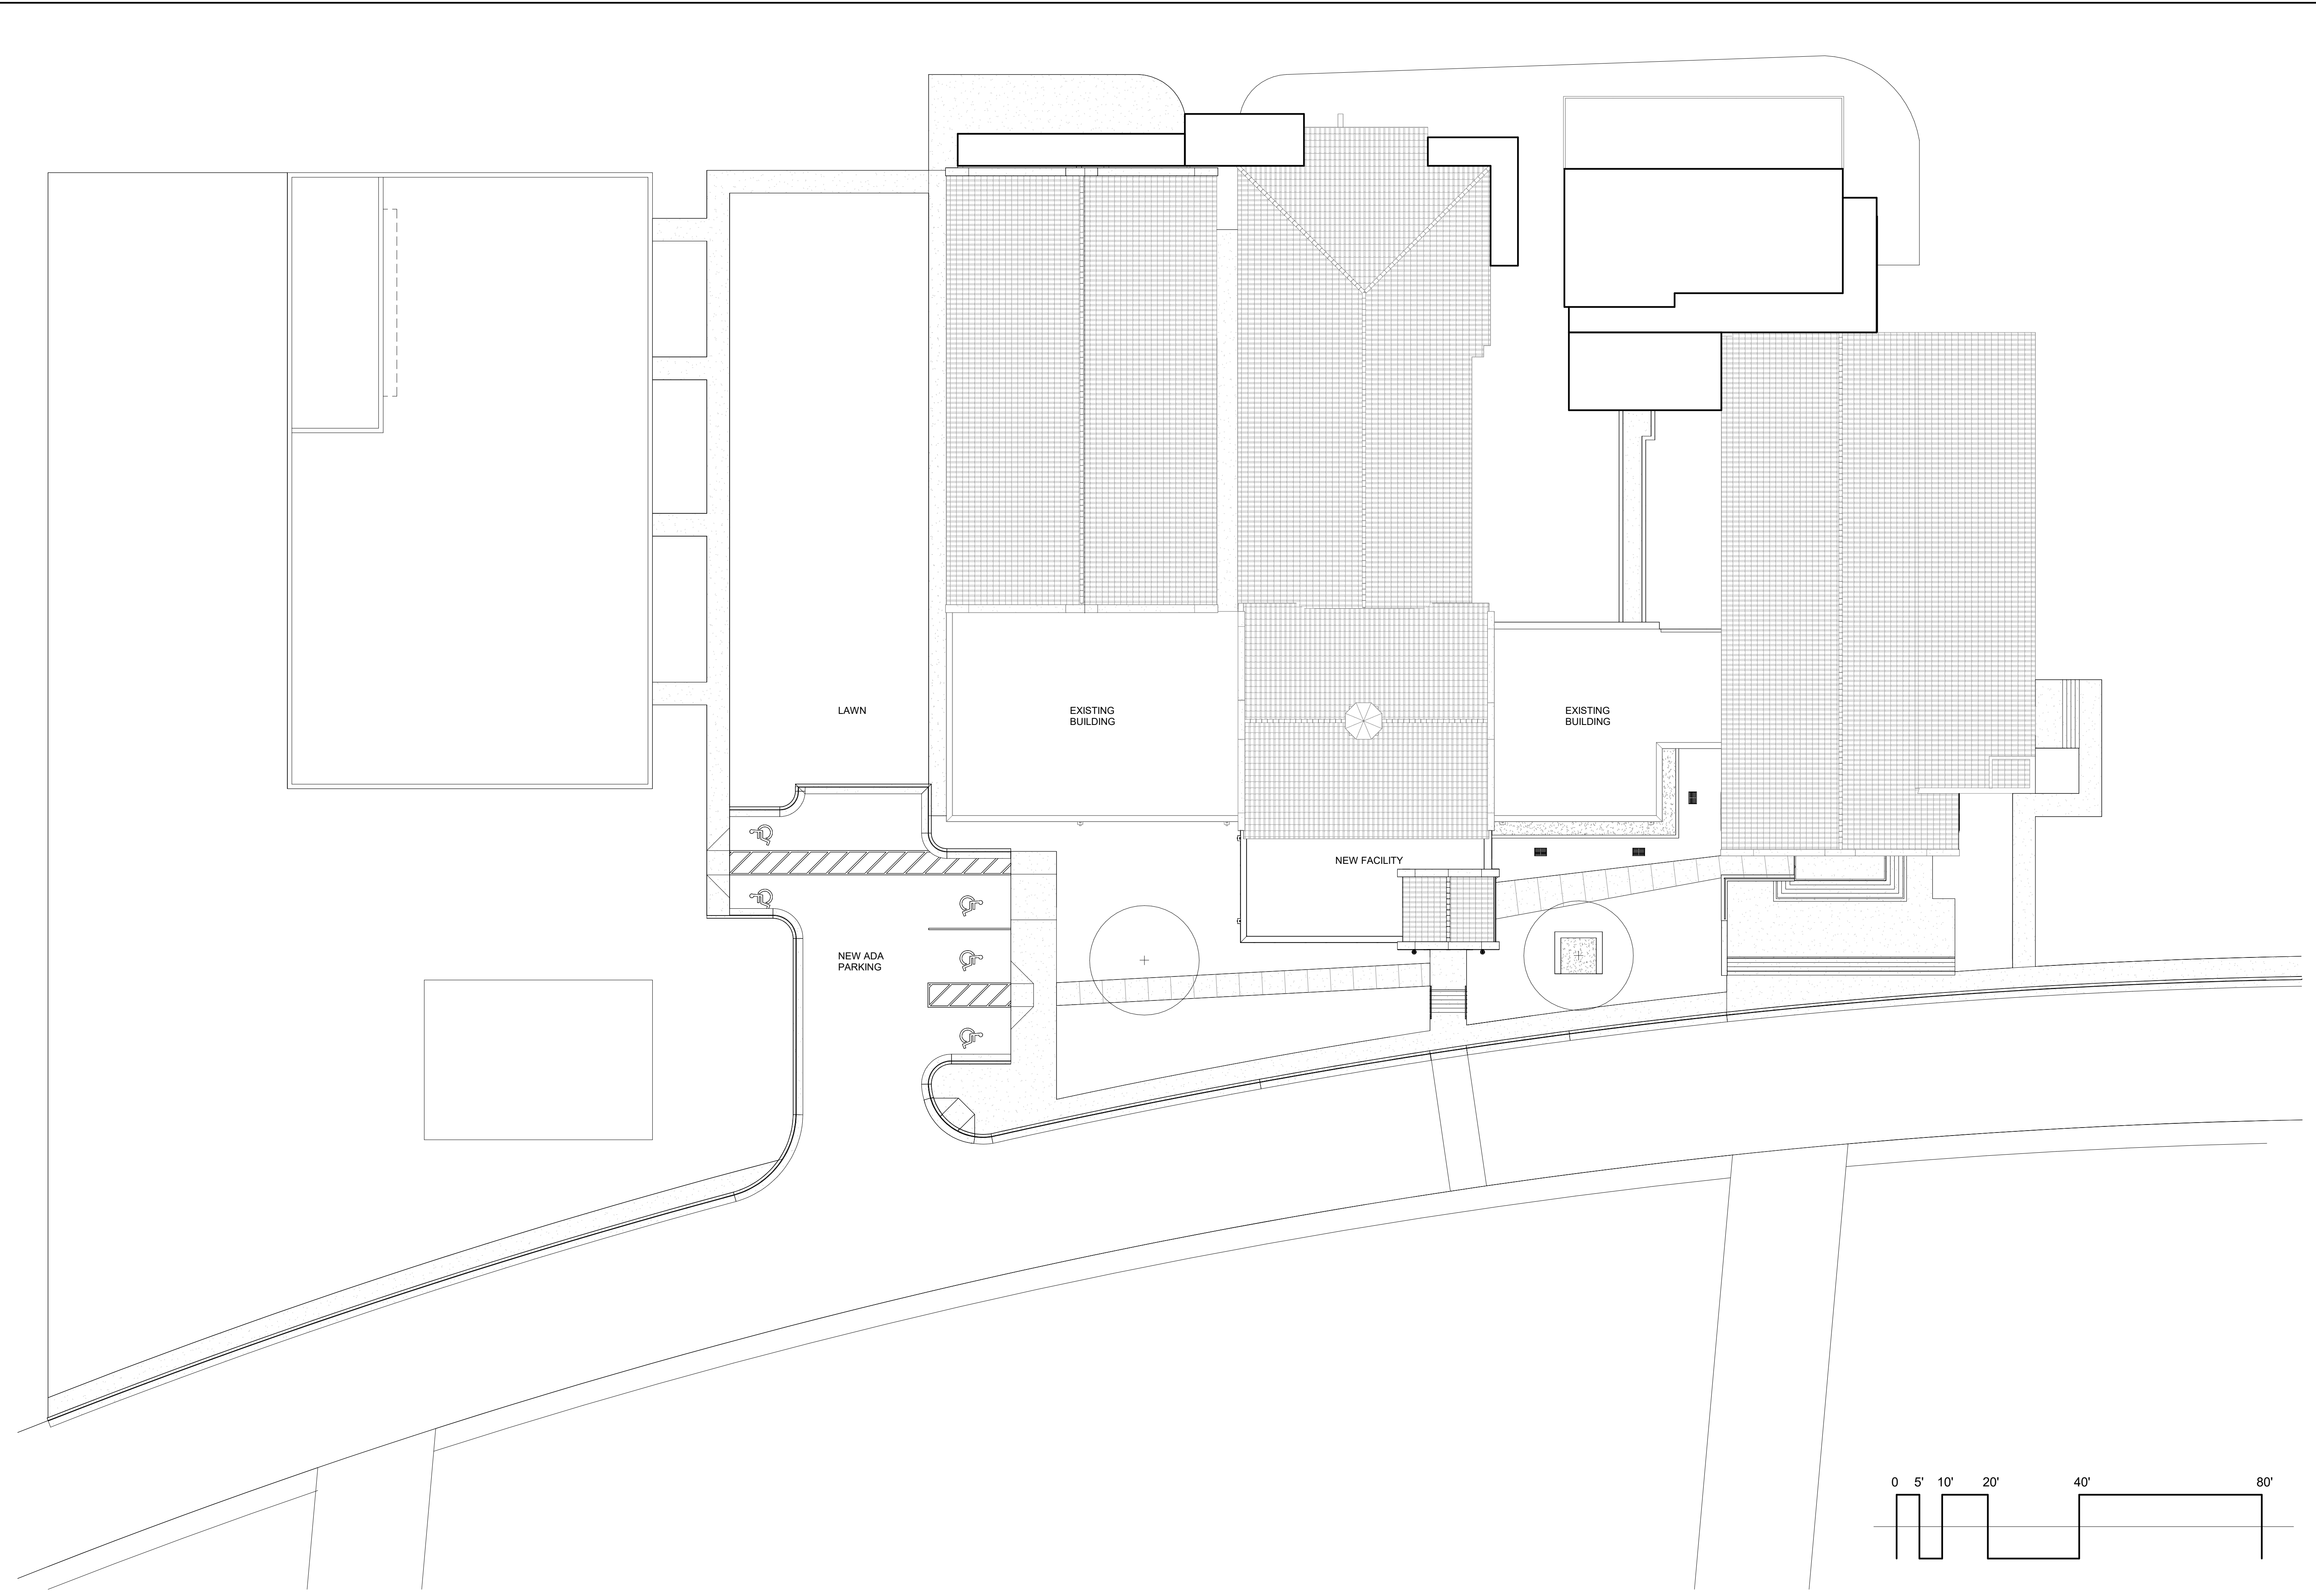 LAWN
EXISTING
BUILDING
EXISTING
BUILDING
NEW FACILITY
NEW ADA
PARKING
0 5' 10' 20' 40' 80'